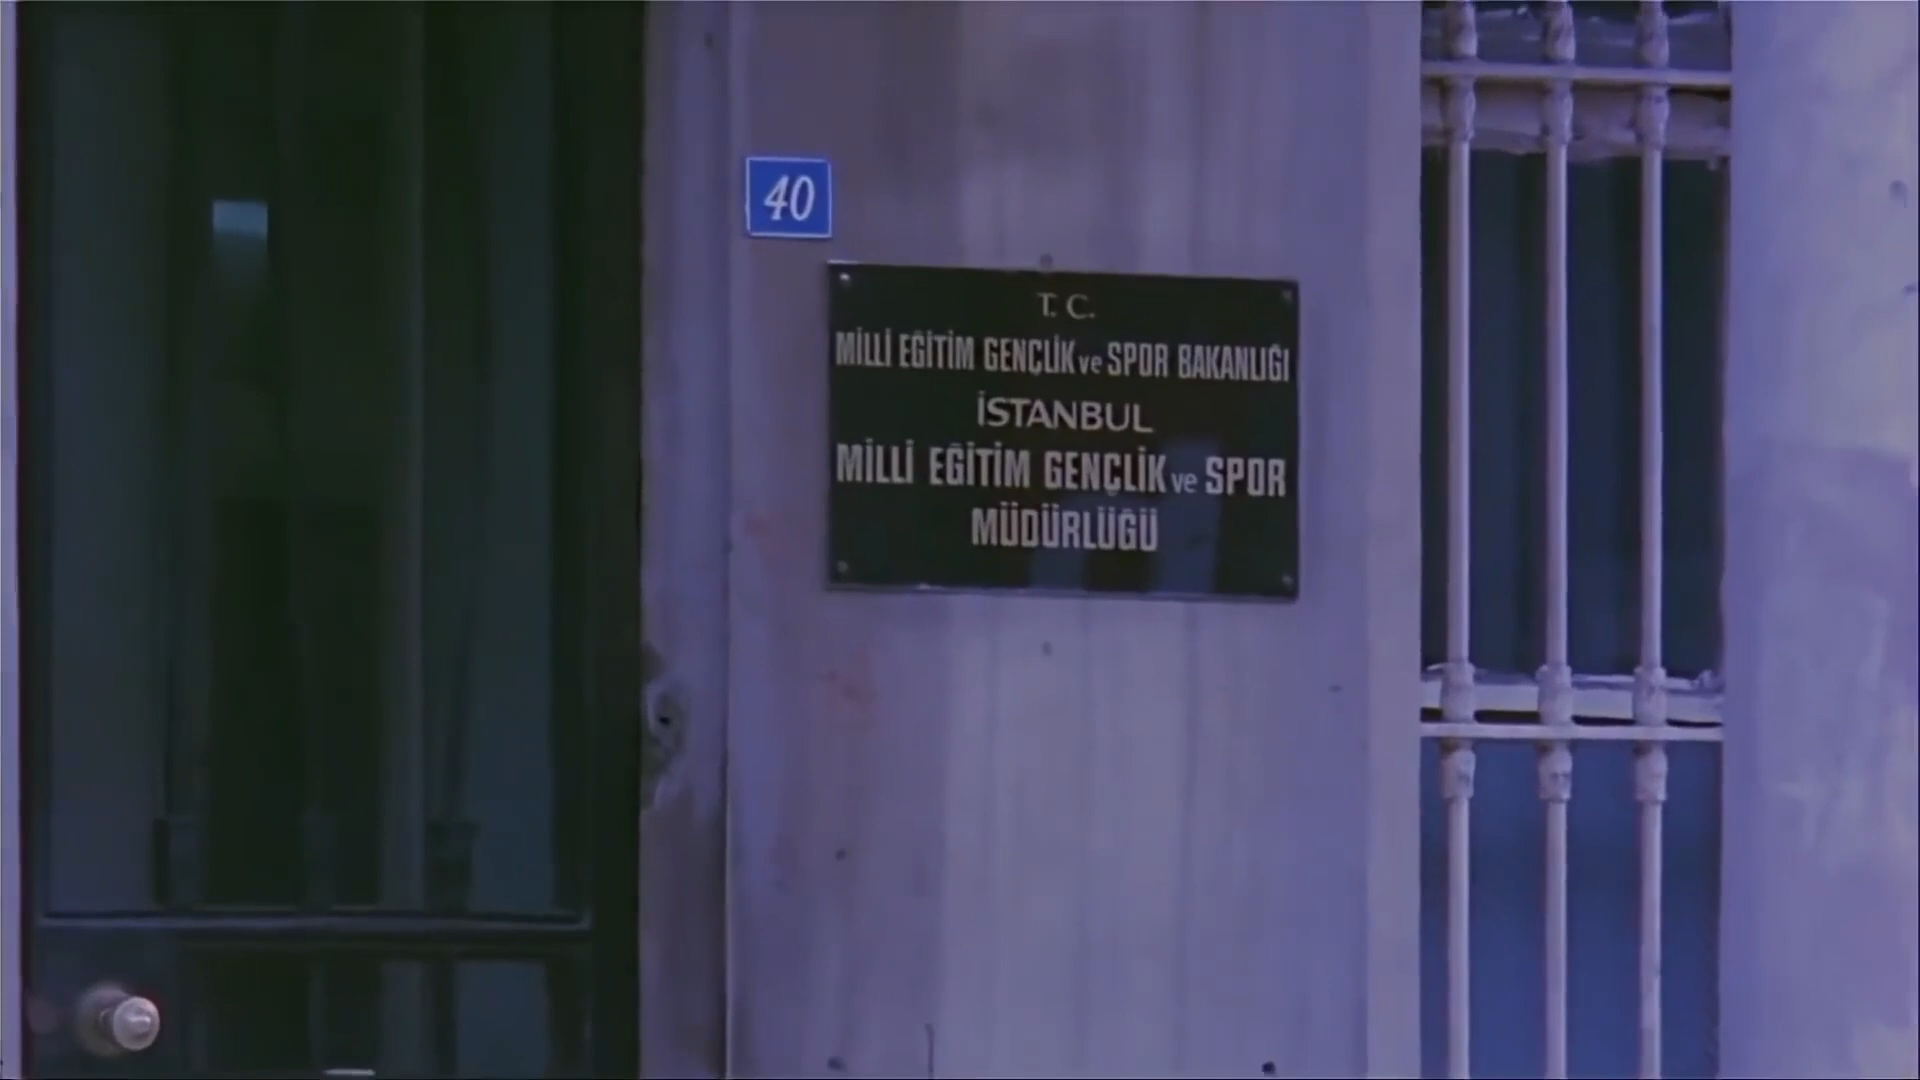 40
T. C.
MİLLİ EĞİTİM GENÇLİK ve SPOR BAKANLIĞI
İSTANBUL
MİLLİ EĞİTİM GENÇLİK ve SPOR
MÜDÜRLÜĞÜ